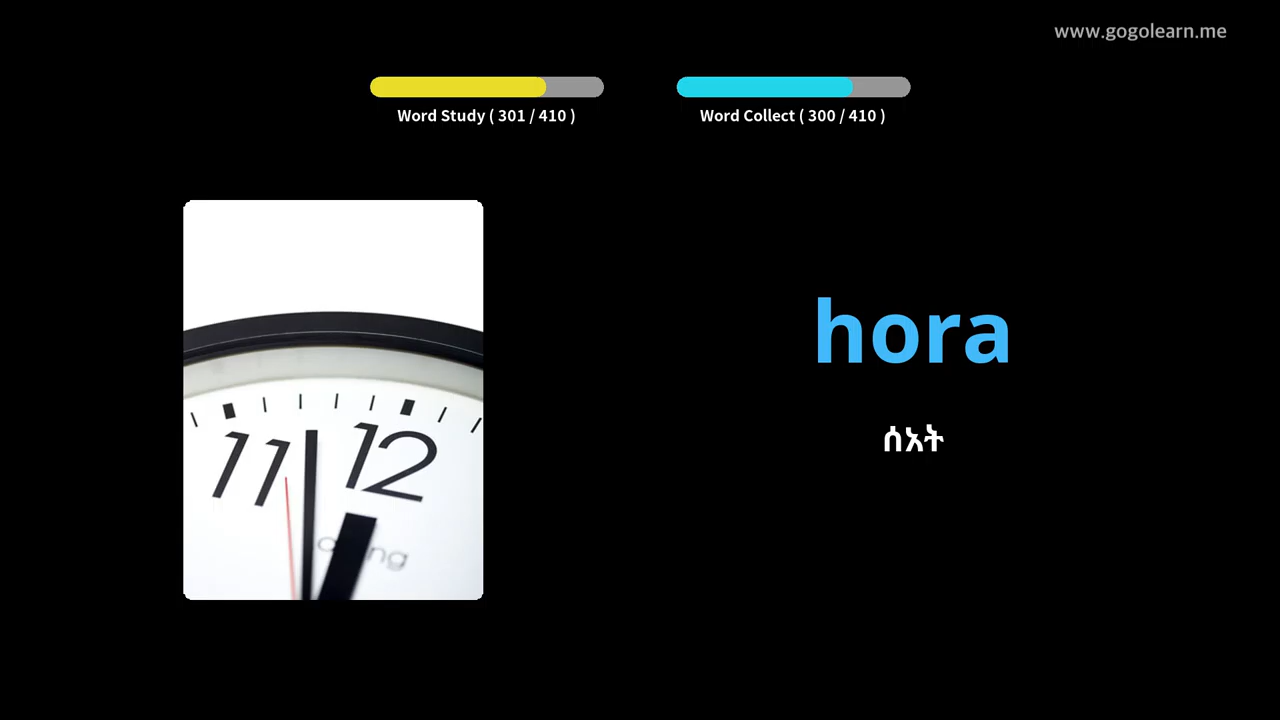 www.gogolearn.me
Word Study ( 301 / 410 )
Word Collect ( 300 / 410 )
11 12
hora
ሰአት